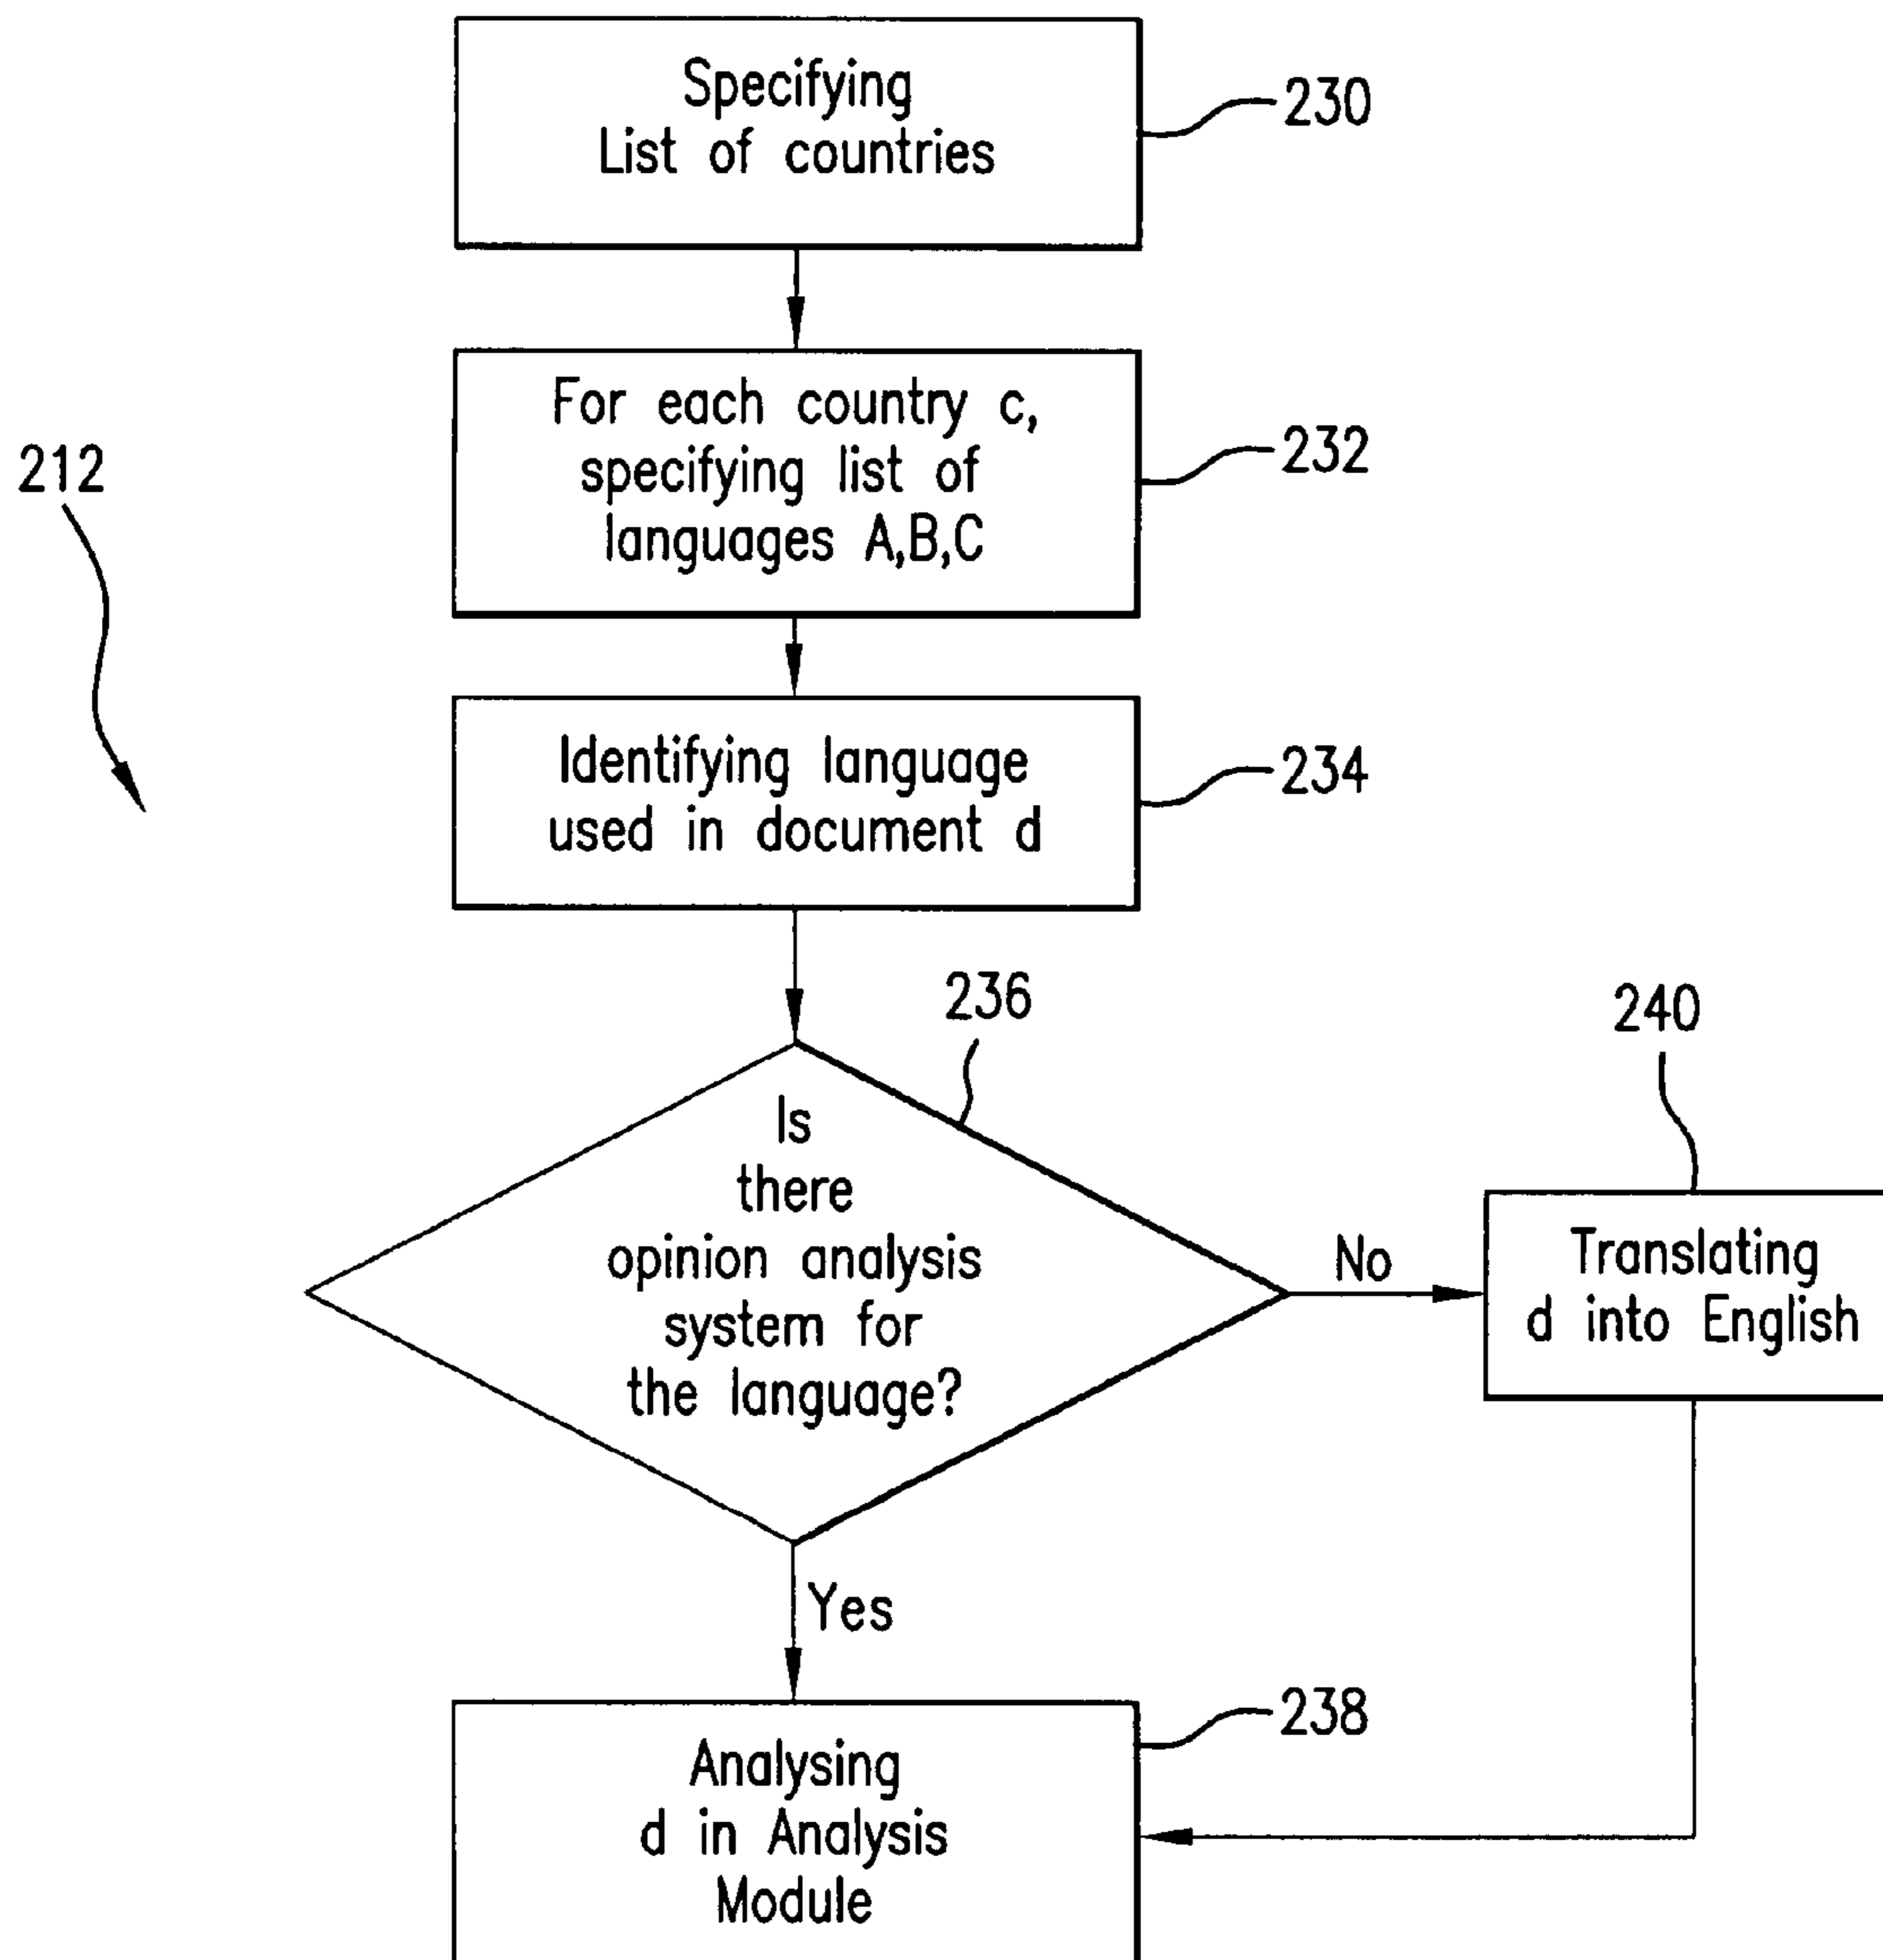 Specifying
List of countries
230
For each country c,
specifying list of
languages A,B,C
232
212
Identifying language
used in document d
234
236
Is
there
opinion analysis
system for
the language?
No
240
Translating
d into English
Yes
238
Analysing
d in Analysis
Module